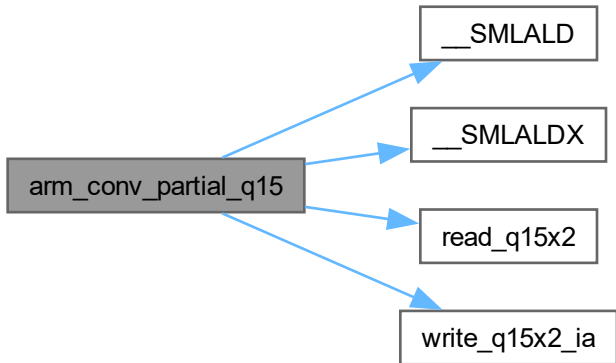 __SMLALD
__SMLALDX
arm_conv_partial_q15
read_q15x2
write_q15x2_ia